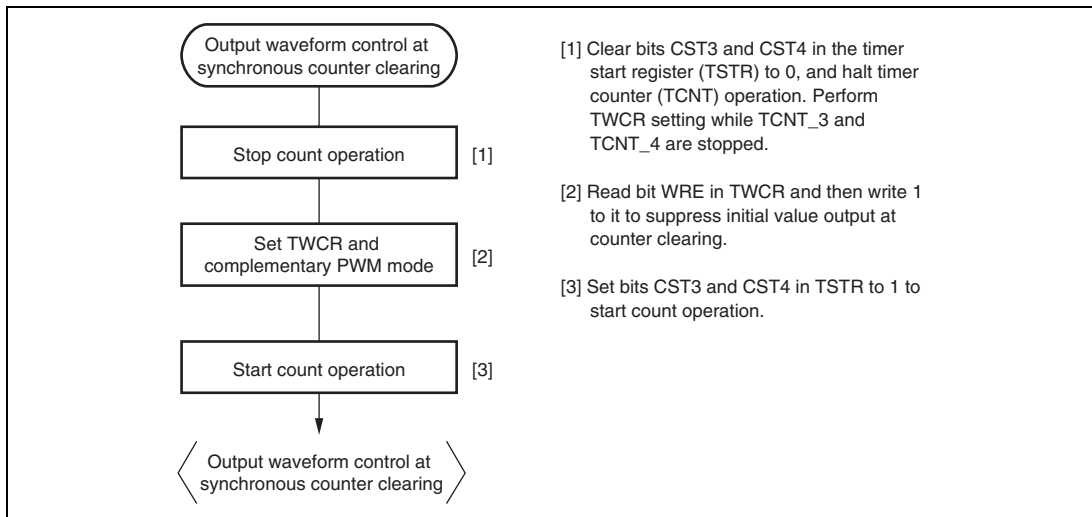 Output waveform control at
synchronous counter clearing
Stop count operation
[1]
Set TWCR and
complementary PWM mode
[2]
Start count operation
[3]
Output waveform control at
synchronous counter clearing
[1] Clear bits CST3 and CST4 in the timer
start register (TSTR) to 0, and halt timer
counter (TCNT) operation. Perform
TWCR setting while TCNT_3 and
TCNT_4 are stopped.
[2] Read bit WRE in TWCR and then write 1
to it to suppress initial value output at
counter clearing.
[3] Set bits CST3 and CST4 in TSTR to 1 to
start count operation.